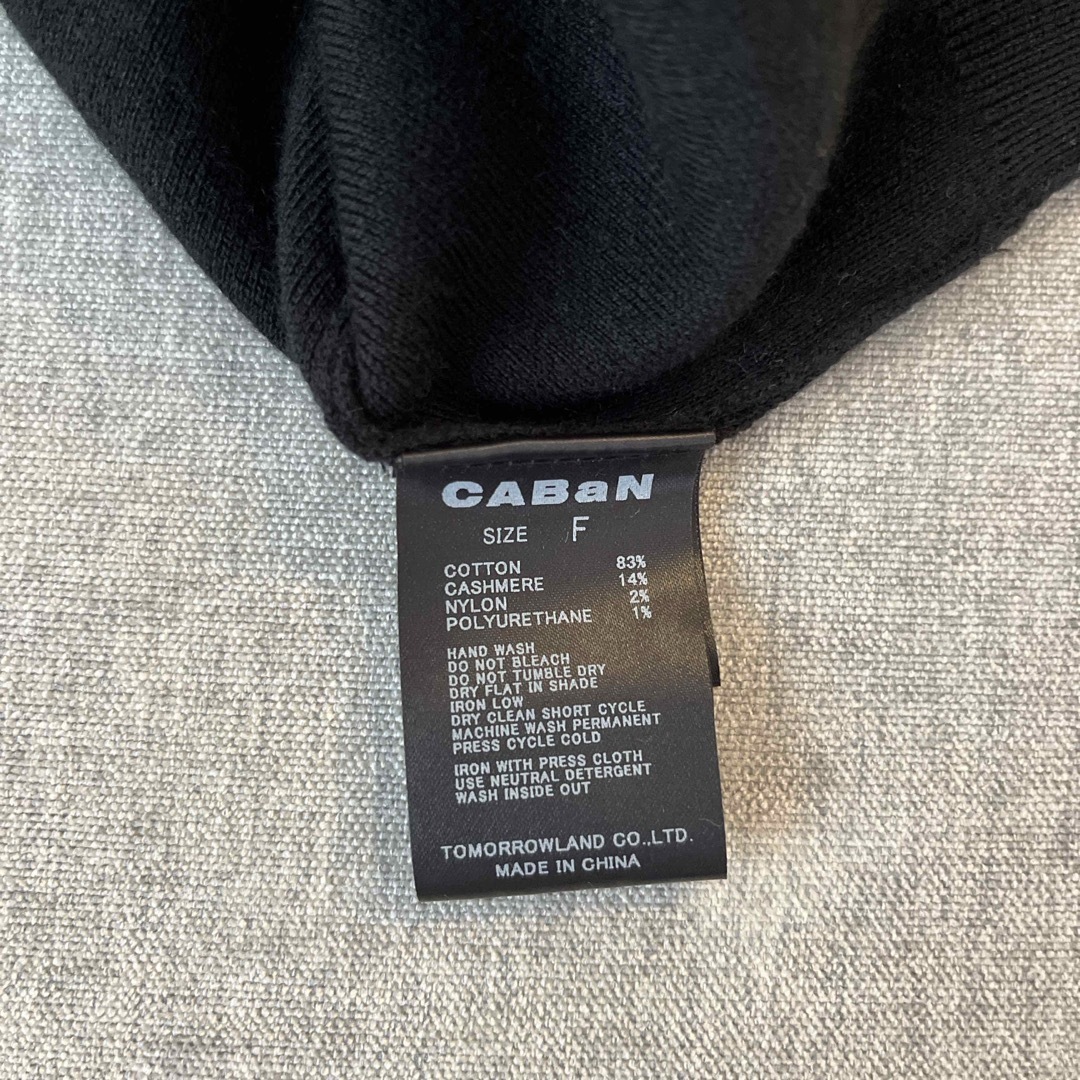 CABaN
SIZE F
COTTON 83%
CASHMERE 14%
NYLON 2%
POLYURETHANE 1%
HAND WASH
DO NOT BLEACH
DO NOT TUMBLE DRY
DRY FLAT IN SHADE
IRON LOW
DRY CLEAN SHORT CYCLE
MACHINE WASH PERMANENT
PRESS CYCLE COLD
IRON WITH PRESS CLOTH
USE NEUTRAL DETERGENT
WASH INSIDE OUT
TOMORROWLAND CO.,LTD.
MADE IN CHINA